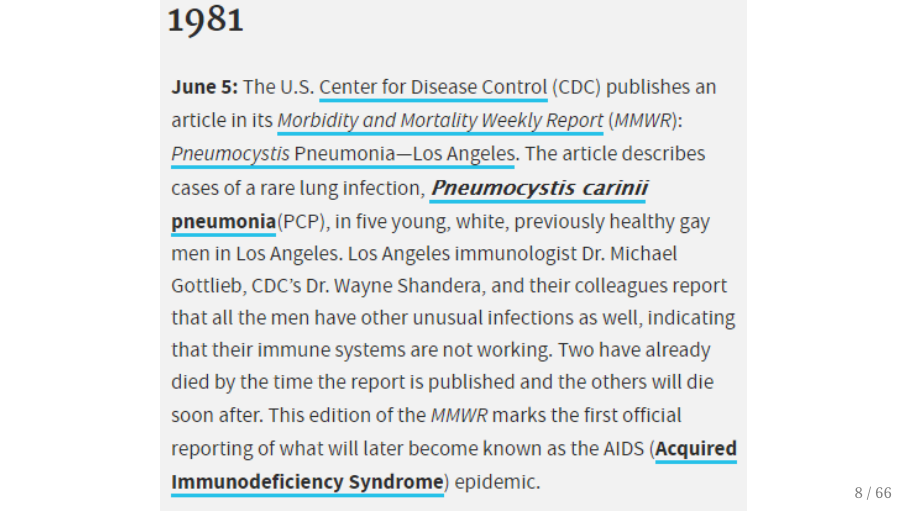 1981
June 5: The U.S. Center for Disease Control (CDC) publishes an
article in its Morbidity and Mortality Weekly Report (MMWR):
Pneumocystis Pneumonia—Los Angeles. The article describes
cases of a rare lung infection, Pneumocystis carinii
pneumonia(PCP), in five young, white, previously healthy gay
men in Los Angeles. Los Angeles immunologist Dr. Michael
Gottlieb, CDC’s Dr. Wayne Shandera, and their colleagues report
that all the men have other unusual infections as well, indicating
that their immune systems are not working. Two have already
died by the time the report is published and the others will die
soon after. This edition of the MMWR marks the first official
reporting of what will later become known as the AIDS (Acquired
Immunodeficiency Syndrome) epidemic.
8 / 66